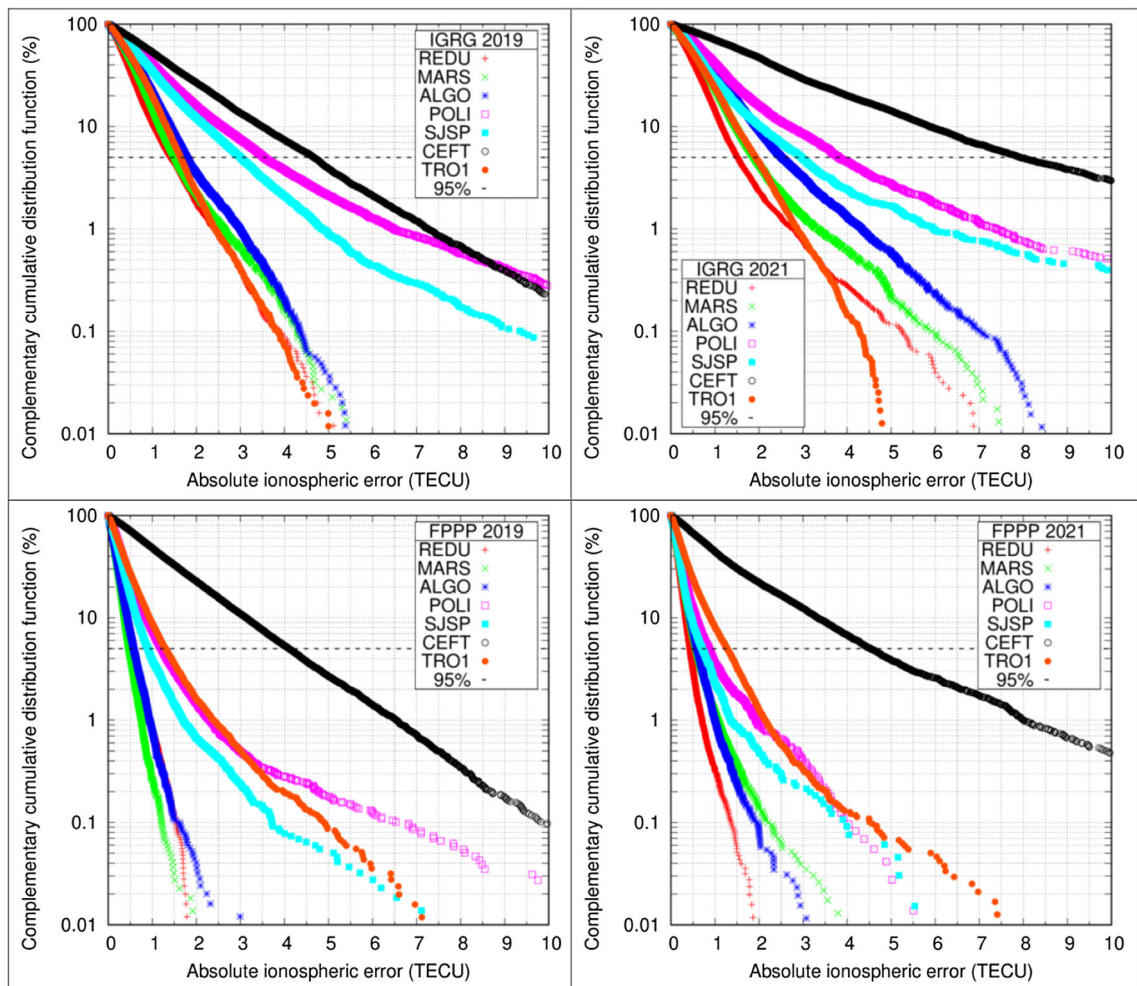 IGRG 2019
REDU
MARS
ALGO
POLI
SJSP
CEFT
TRO1
95%
Complementary cumulative distribution function (%)
100
10
1
0.1
0.01
0 1 2 3 4 5 6 7 8 9 10
Absolute ionospheric error (TECU)
IGRG 2021
REDU
MARS
ALGO
POLI
SJSP
CEFT
TRO1
95%
Complementary cumulative distribution function (%)
100
10
1
0.1
0.01
0 1 2 3 4 5 6 7 8 9 10
Absolute ionospheric error (TECU)
FPPP 2019
REDU
MARS
ALGO
POLI
SJSP
CEFT
TRO1
95%
Complementary cumulative distribution function (%)
100
10
1
0.1
0.01
0 1 2 3 4 5 6 7 8 9 10
Absolute ionospheric error (TECU)
FPPP 2021
REDU
MARS
ALGO
POLI
SJSP
CEFT
TRO1
95%
Complementary cumulative distribution function (%)
100
10
1
0.1
0.01
0 1 2 3 4 5 6 7 8 9 10
Absolute ionospheric error (TECU)